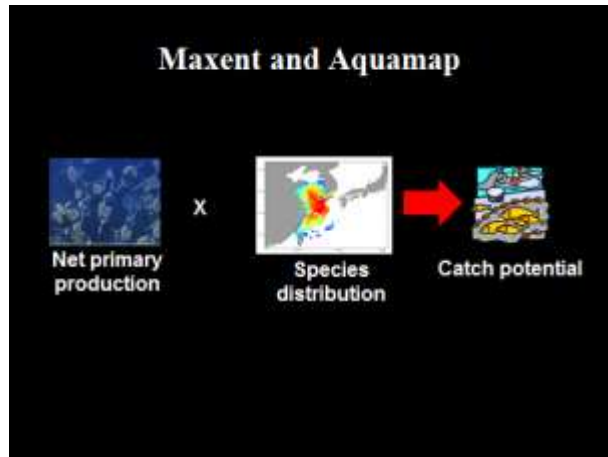 Maxent and Aquamap
Net primary
production
X
Species
distribution
Catch potential